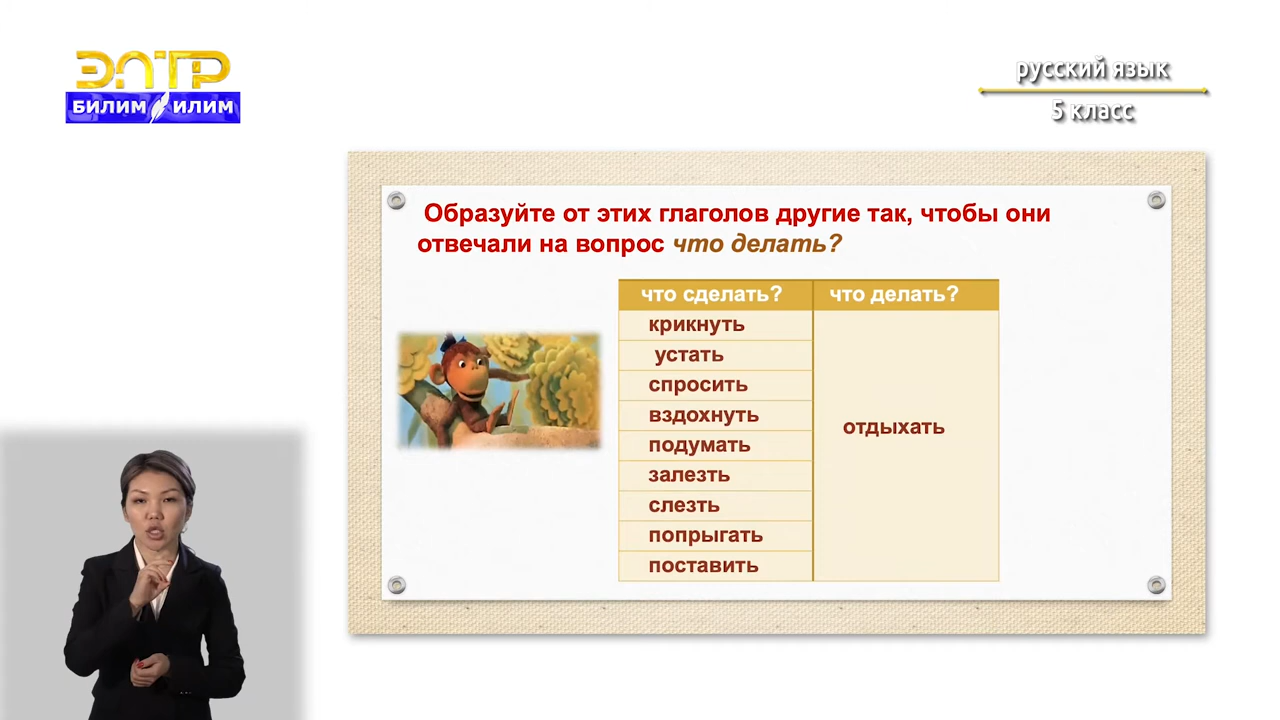 ЭЛТР
БИЛИМ ИЛИМ
русский язык
5 класс
Образуйте от этих глаголов другие так, чтобы они
отвечали на вопрос что делать?
что сделать? что делать?
крикнуть
устать
спросить
вздохнуть
отдыхать
подумать
залезть
слезть
попрыгать
поставить